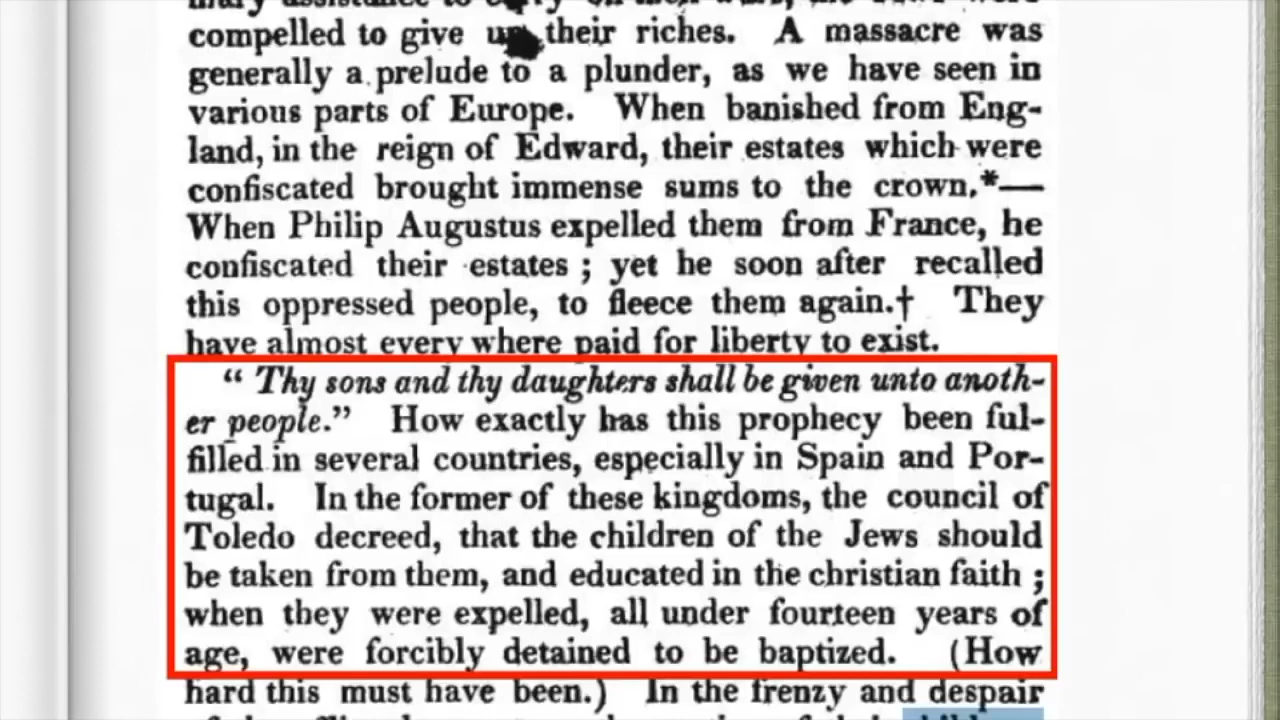 compelled to give up their riches. A massacre was
generally a prelude to a plunder, as we have seen in
various parts of Europe. When banished from Eng-
land, in the reign of Edward, their estates which were
confiscated brought immense sums to the crown.*—
When Philip Augustus expelled them from France, he
confiscated their estates ; yet he soon after recalled
this oppressed people, to fleece them again.† They
have almost every where paid for liberty to exist.
“ Thy sons and thy daughters shall be given unto anoth-
er people.” How exactly has this prophecy been ful-
filled in several countries, especially in Spain and Por-
tugal. In the former of these kingdoms, the council of
Toledo decreed, that the children of the Jews should
be taken from them, and educated in the christian faith ;
when they were expelled, all under fourteen years of
age, were forcibly detained to be baptized. (How
hard this must have been.) In the frenzy and despair